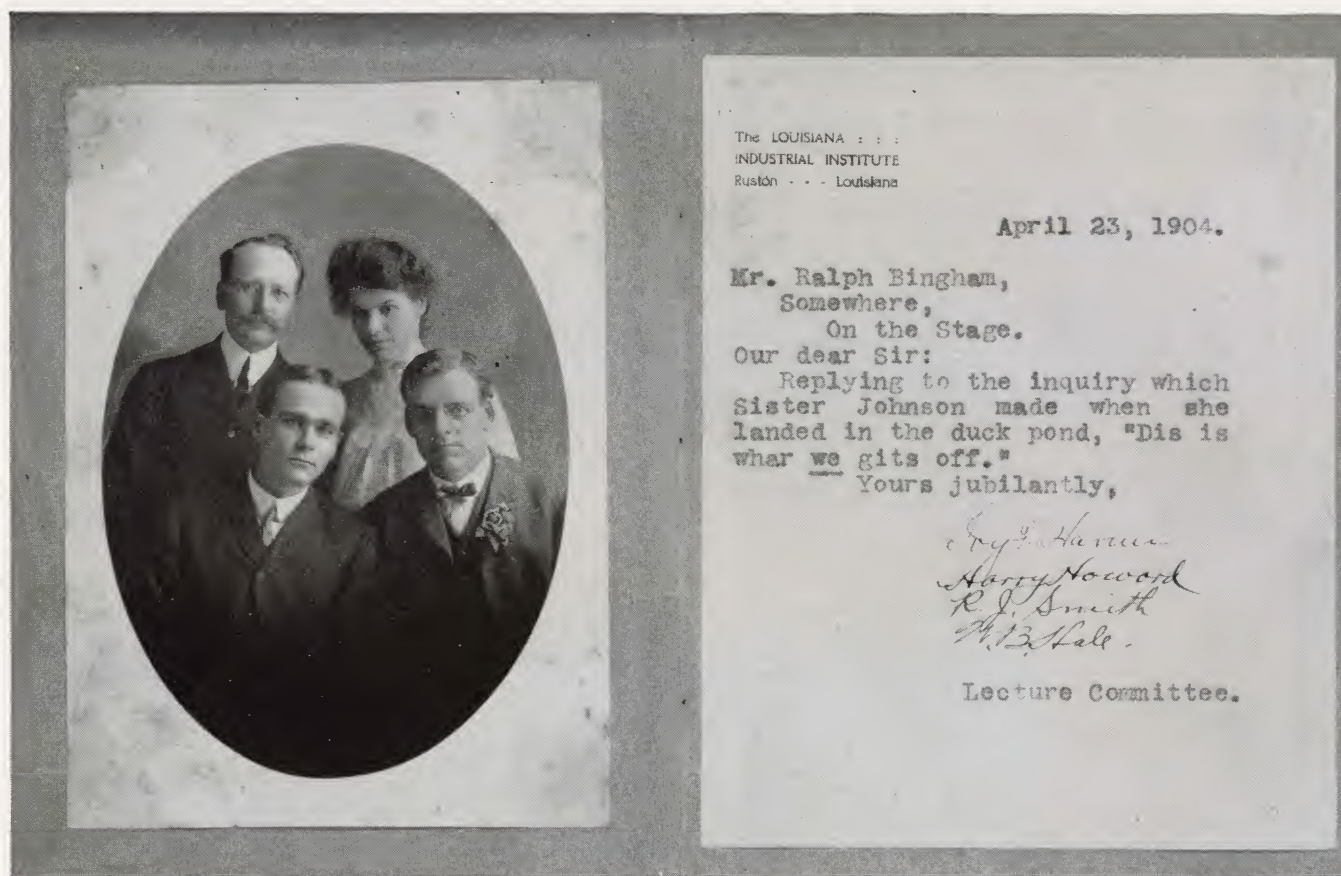 The LOUISIANA : : :
INDUSTRIAL INSTITUTE
Ruston - - - Louisiana
April 23, 1904.
Mr. Ralph Bingham,
Somewhere,
On the Stage.
Our dear Sir:
Replying to the inquiry which
Sister Johnson made when she
landed in the duck pond, "Dis is
whar we gits off."
Yours jubilantly,
Harry Howard
R. J. Smith
Hale.
Lecture Committee.